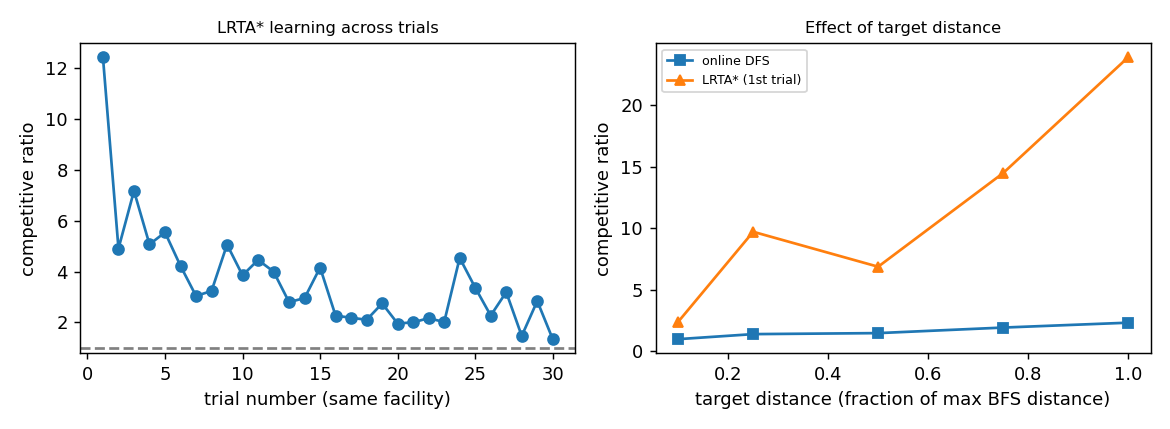 LRTA* learning across trials
competitive ratio
12
10
8
6
4
2
0 5 10 15 20 25 30
trial number (same facility)
Effect of target distance
online DFS
LRTA* (1st trial)
competitive ratio
20
15
10
5
0
0.2 0.4 0.6 0.8 1.0
target distance (fraction of max BFS distance)